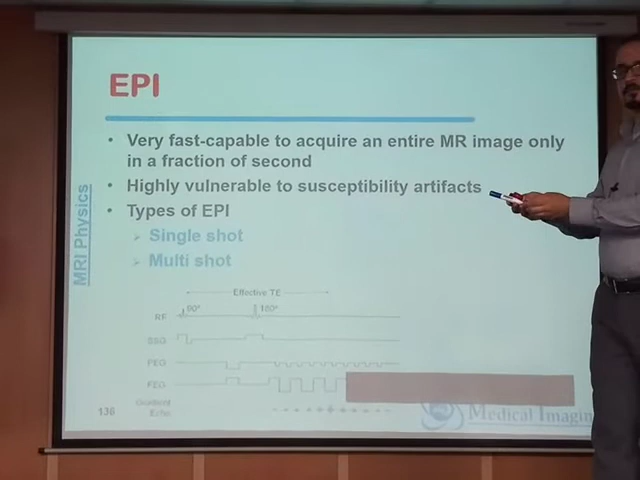 EPI
• Very fast-capable to acquire an entire MR image only
in a fraction of second
• Highly vulnerable to susceptibility artifacts
• Types of EPI
➢ Single shot
➢ Multi shot
MRI Physics
Effective TE
90° 180°
RF
SSG
PEG
FEG
Gradient
Echo
130
Medical Imagin